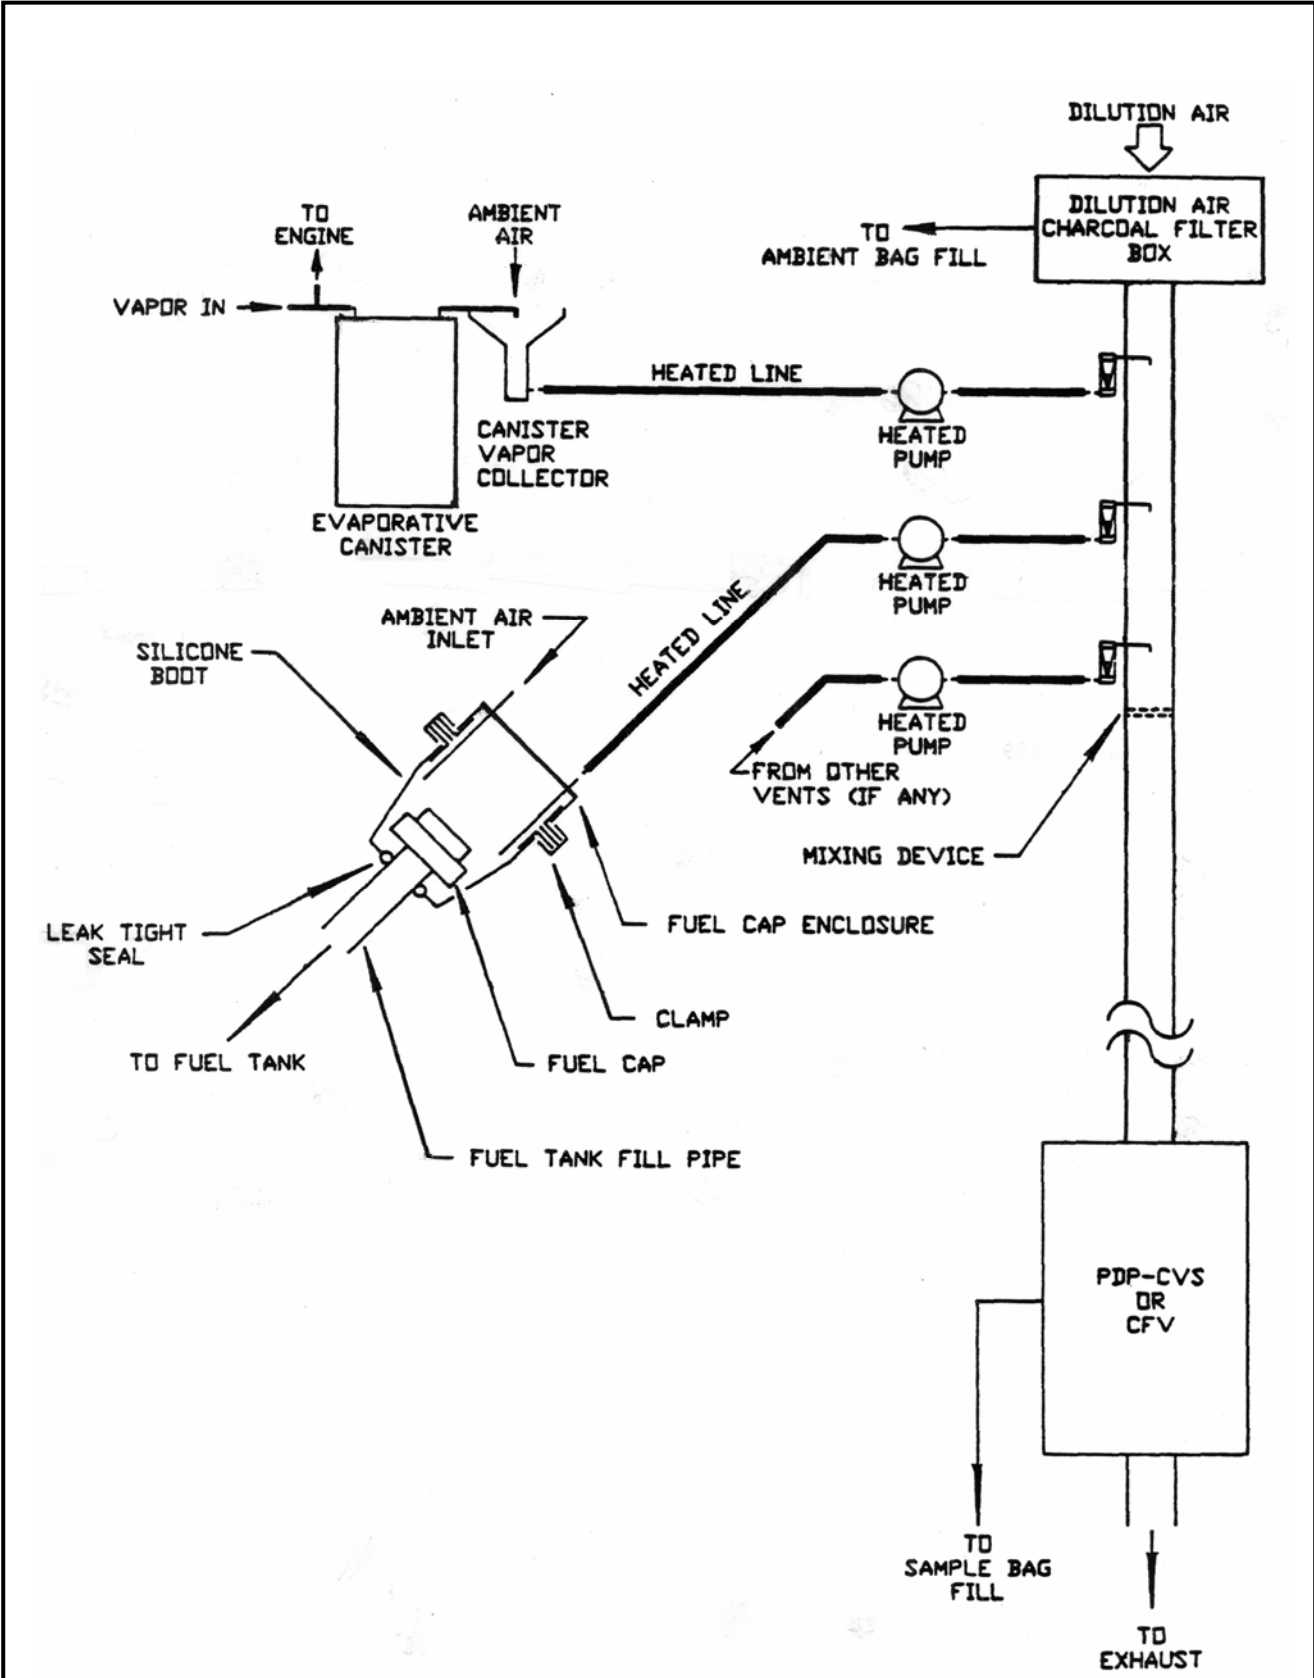 DILUTION AIR
DILUTION AIR
CHARCOAL FILTER
BOX
TO
AMBIENT BAG FILL
TO
ENGINE
AMBIENT
AIR
VAPOR IN
HEATED LINE
HEATED
PUMP
CANISTER
VAPOR
COLLECTOR
EVAPORATIVE
CANISTER
HEATED
PUMP
HEATED LINE
AMBIENT AIR
INLET
SILICONE
BOOT
HEATED
PUMP
FROM OTHER
VENTS (IF ANY)
MIXING DEVICE
FUEL CAP ENCLOSURE
LEAK TIGHT
SEAL
CLAMP
TO FUEL TANK
FUEL CAP
FUEL TANK FILL PIPE
PDP-CVS
OR
CFV
TO
SAMPLE BAG
FILL
TO
EXHAUST